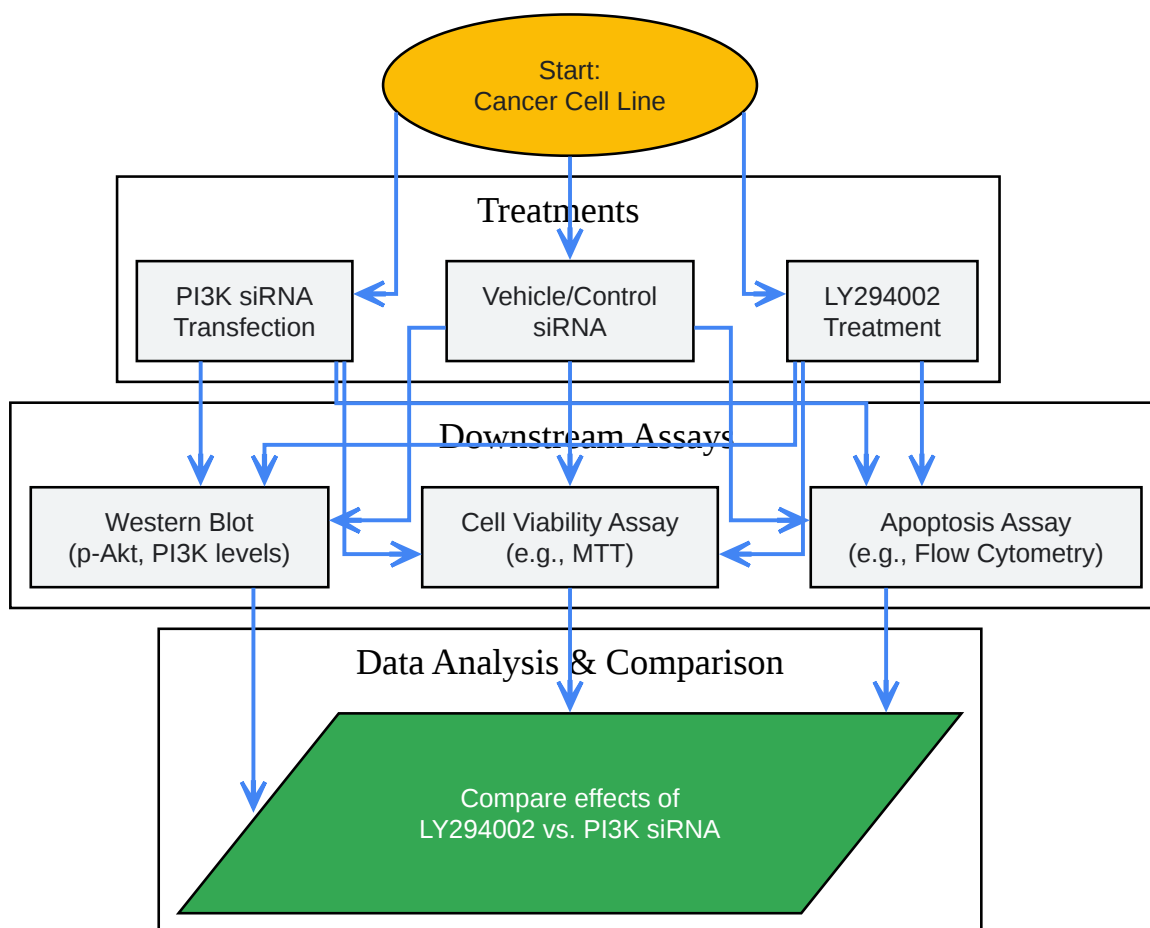 Start:
Cancer Cell Line
Treatments
PI3K siRNA
Transfection
Vehicle/Control
siRNA
LY294002
Treatment
Downstream Assays
Western Blot
(p-Akt, PI3K levels)
Cell Viability Assay
(e.g., MTT)
Apoptosis Assay
(e.g., Flow Cytometry)
Data Analysis & Comparison
Compare effects of
LY294002 vs. PI3K siRNA